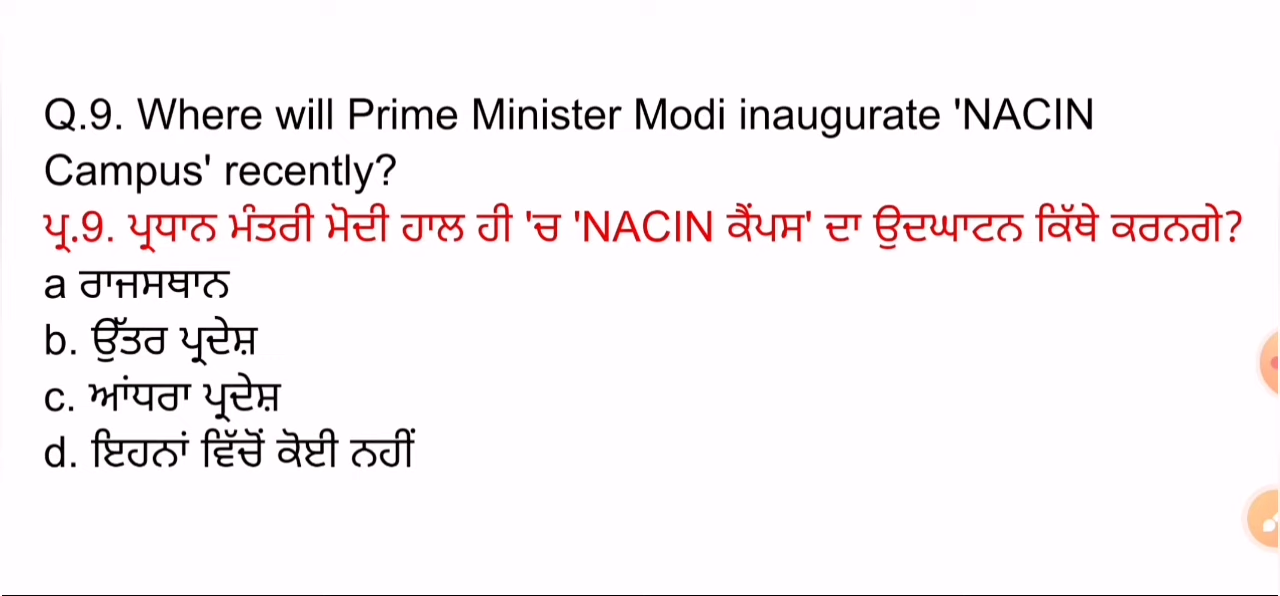 Q.9. Where will Prime Minister Modi inaugurate 'NACIN
Campus' recently?
ਪ੍ਰ.9. ਪ੍ਰਧਾਨ ਮੰਤਰੀ ਮੋਦੀ ਹਾਲ ਹੀ 'ਚ 'NACIN ਕੈਂਪਸ' ਦਾ ਉਦਘਾਟਨ ਕਿੱਥੇ ਕਰਨਗੇ?
a ਰਾਜਸਥਾਨ
b. ਉੱਤਰ ਪ੍ਰਦੇਸ਼
c. ਆਂਧਰਾ ਪ੍ਰਦੇਸ਼
d. ਇਹਨਾਂ ਵਿੱਚੋਂ ਕੋਈ ਨਹੀਂ